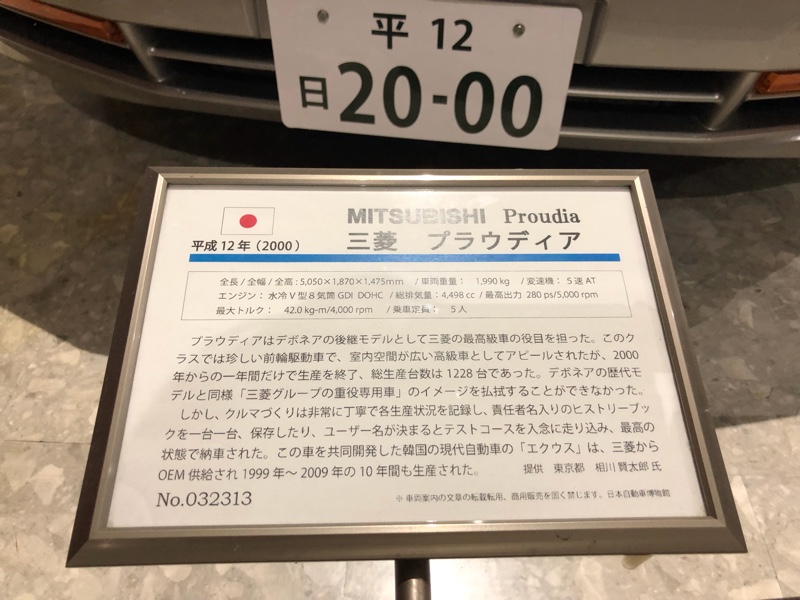 平 12
日 20-00
MITSUBISHI Proudia
平成12年（2000） 三菱 プラウディア
全長 / 全幅 / 全高 : 5,050×1,870×1,475mm / 車両重量： 1,990 kg / 変速機： 5速 AT
エンジン： 水冷V型8気筒 GDI DOHC / 総排気量 : 4,498 cc / 最高出力 280 ps/5,000 rpm
最大トルク： 42.0 kg-m/4,000 rpm / 乗車定員： 5人
プラウディアはデボネアの後継モデルとして三菱の最高級車の役目を担った。このク
ラスでは珍しい前輪駆動車で、室内空間が広い高級車としてアピールされたが、2000
年からの一年間だけで生産を終了、総生産台数は1228台であった。デボネアの歴代モ
デルと同様「三菱グループの重役専用車」のイメージを払拭することができなかった。
しかし、クルマづくりは非常に丁寧で各生産状況を記録し、責任者名入りのヒストリーブッ
クを一台一台、保存したり、ユーザー名が決まるとテストコースを入念に走り込み、最高の
状態で納車された。この車を共同開発した韓国の現代自動車の「エクウス」は、三菱から
OEM供給され1999年～2009年の10年間も生産された。 提供 東京都 相川賢太郎氏
No.032313 ※ 車両案内の文章の転載転用、商用販売を固く禁じます。日本自動車博物館